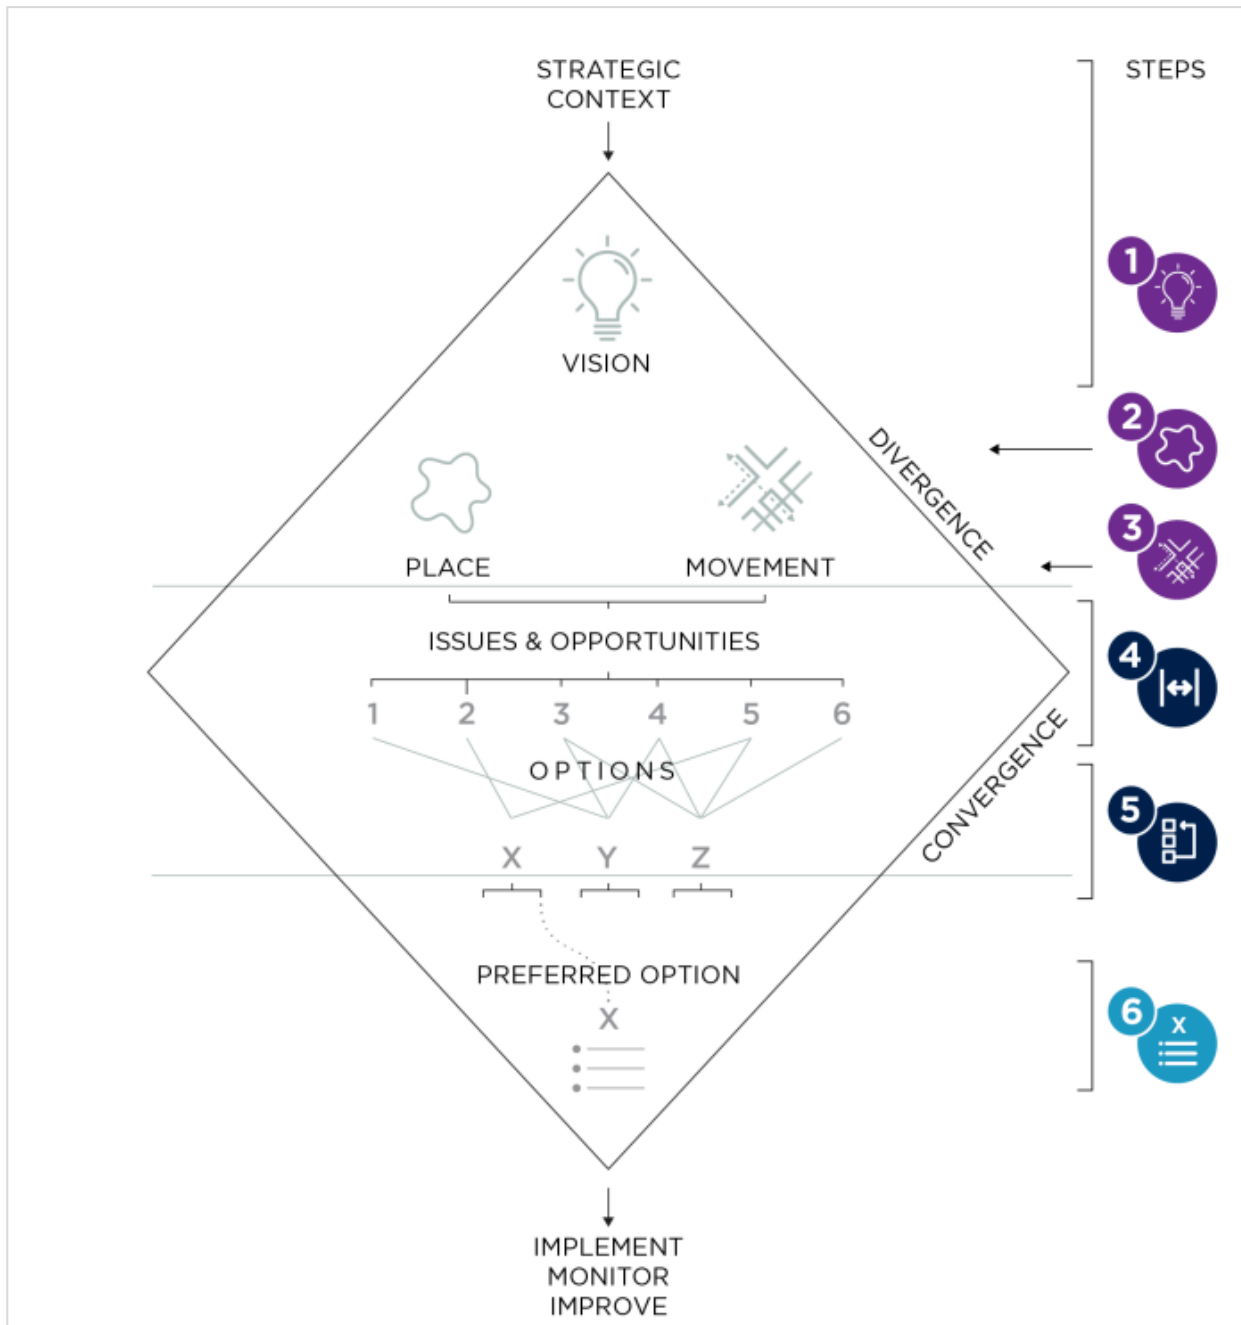 STRATEGIC
CONTEXT
STEPS
1
VISION
2
DIVERGENCE
3
PLACE
MOVEMENT
ISSUES & OPPORTUNITIES
4
1 2 3 4 5 6
OPTIONS
CONVERGENCE
5
X Y Z
PREFERRED OPTION
X
6
X
IMPLEMENT
MONITOR
IMPROVE